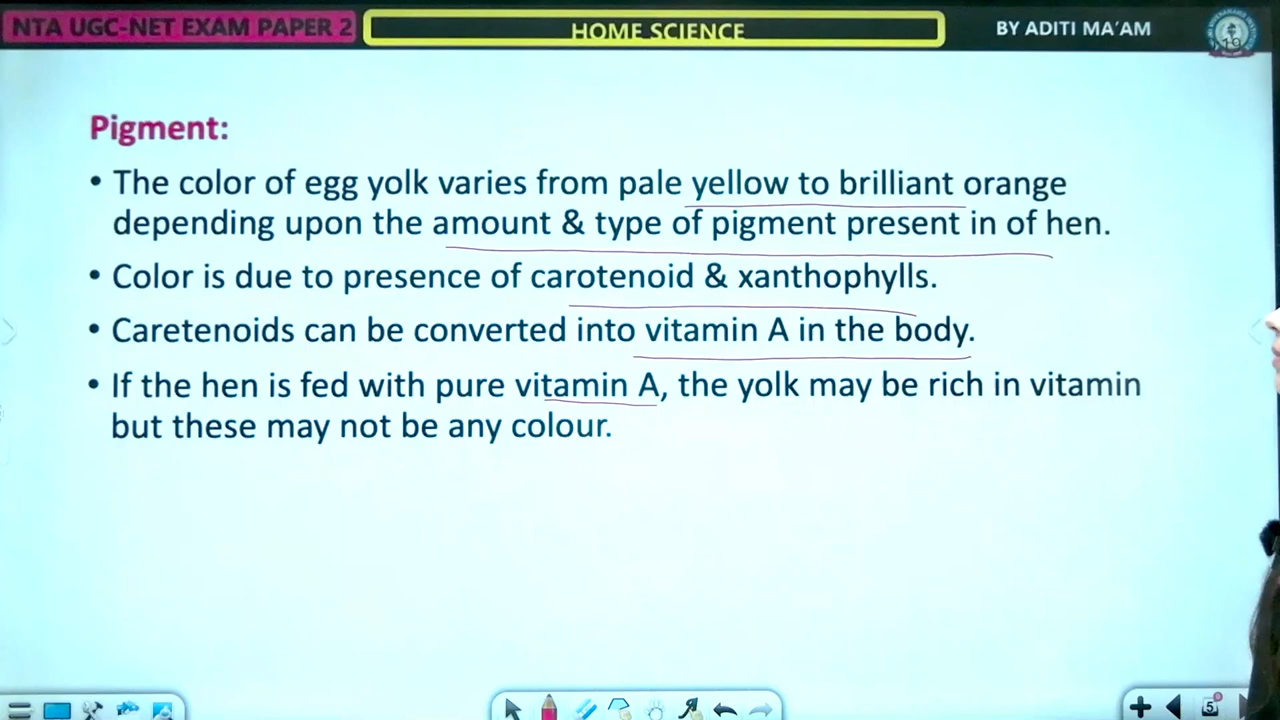 NTA UGC-NET EXAM PAPER 2
HOME SCIENCE
BY ADITI MA'AM
Pigment:
• The color of egg yolk varies from pale yellow to brilliant orange
depending upon the amount & type of pigment present in of hen.
• Color is due to presence of carotenoid & xanthophylls.
• Caretenoids can be converted into vitamin A in the body.
• If the hen is fed with pure vitamin A, the yolk may be rich in vitamin
but these may not be any colour.
5